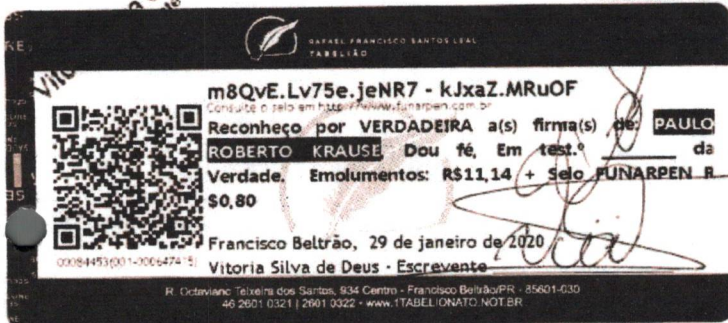 RAFAEL FRANCISCO SANTOS LEAL
TABELIÃO
m8QvE.Lv75e.jeNR7 - kJxaZ.MRuOF
Consulte o selo em http://www.funarpen.com.br
Reconheço por VERDADEIRA a(s) firma(s) de: PAULO
ROBERTO KRAUSE Dou fé, Em test.º ______ da
Verdade. Emolumentos: R$11,14 + Selo FUNARPEN R
$0,80
Francisco Beltrão, 29 de janeiro de 2020
Vitoria Silva de Deus - Escrevente
R. Octaviano Teixeira dos Santos, 934 Centro - Francisco Beltrão/PR - 85601-030
46 2601 0321 | 2601 0322 - www.1TABELIONATO.NOT.BR